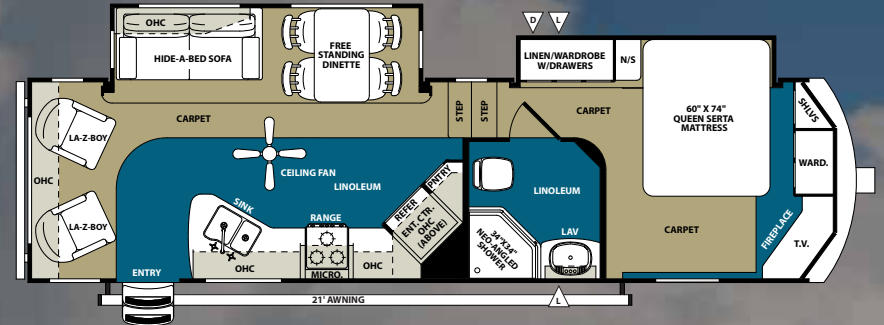 OHC
HIDE-A-BED SOFA
FREE
STANDING
DINETTE
D
L
LINEN/WARDROBE
W/DRAWERS
N/S
60" X 74"
QUEEN SERTA
MATTRESS
SHLVS
WARD.
T.V.
FIREPLACE
CARPET
CARPET
STEP
STEP
CARPET
LA-Z-BOY
OHC
LA-Z-BOY
CEILING FAN
LINOLEUM
PNTRY
REFER
ENT. CTR.
OHC
(ABOVE)
SINK
RANGE
OHC
MICRO.
OHC
LINOLEUM
LAV
34"X34"
NEO-ANGLED
SHOWER
ENTRY
21' AWNING
L